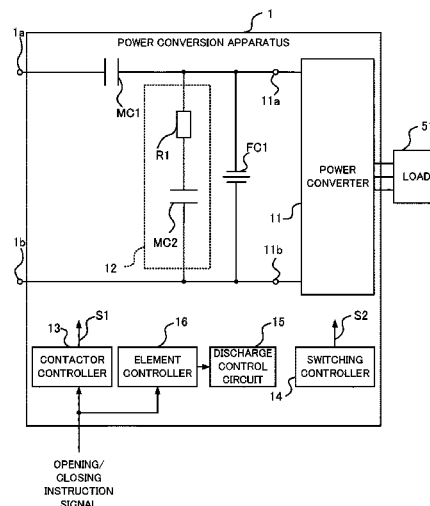 1
1a
POWER CONVERSION APPARATUS
11a
MC1
R1
FC1
51
POWER
CONVERTER
LOAD
MC2
11
1b
12
11b
S1
13
16
15
S2
CONTACTOR
CONTROLLER
ELEMENT
CONTROLLER
DISCHARGE
CONTROL
CIRCUIT
SWITCHING
CONTROLLER
14
OPENING/
CLOSING
INSTRUCTION
SIGNAL